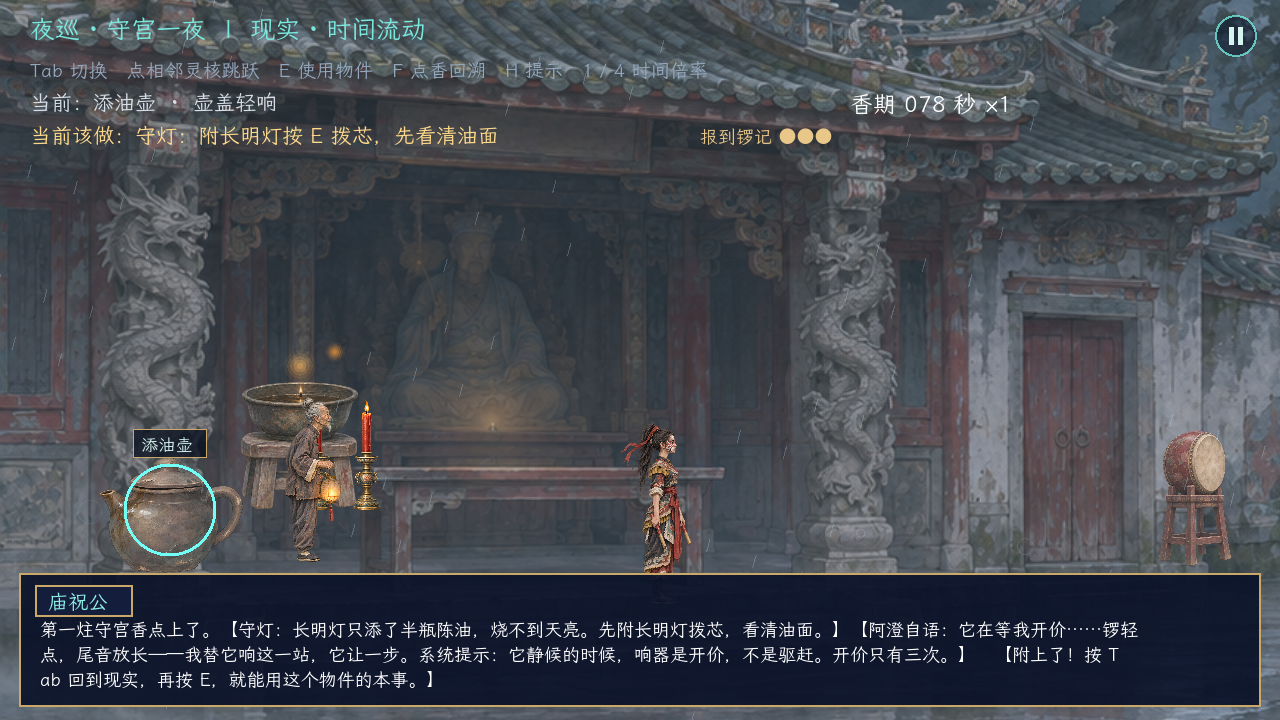 夜巡·守宫一夜 | 现实·时间流动
Tab 切换 点相邻灵核跳跃 E 使用物件 F 点香回溯 H 提示 1 / 4 时间倍率
当前：添油壶 · 壶盖轻响
香期 078 秒 ×1
当前该做：守灯：附长明灯按 E 拨芯，先看清油面
报到锣记
添油壶
庙祝公
第一炷守宫香点上了。【守灯：长明灯只添了半瓶陈油，烧不到天亮。先附长明灯拨芯，看清油面。】【阿澄自语：它在等我开价……锣轻
点，尾音放长——我替它响这一站，它让一步。系统提示：它静候的时候，响器是开价，不是驱赶。开价只有三次。】 【附上了！按 T
ab 回到现实，再按 E，就能用这个物件的本事。】